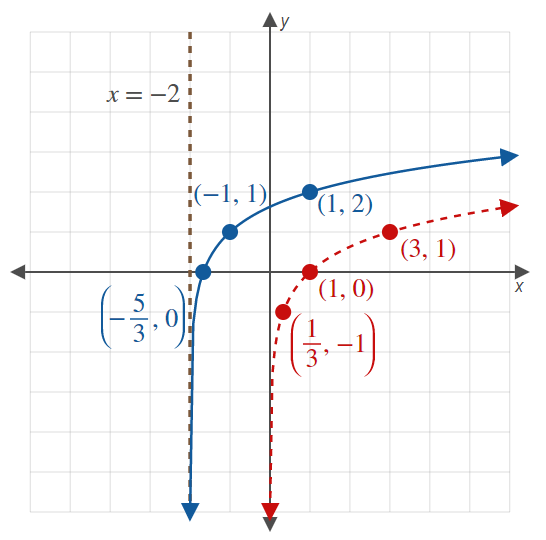 y
x = −2
(−1, 1)
(1, 2)
(3, 1)
x
(1, 0)
(−5/3, 0)
(1/3, −1)